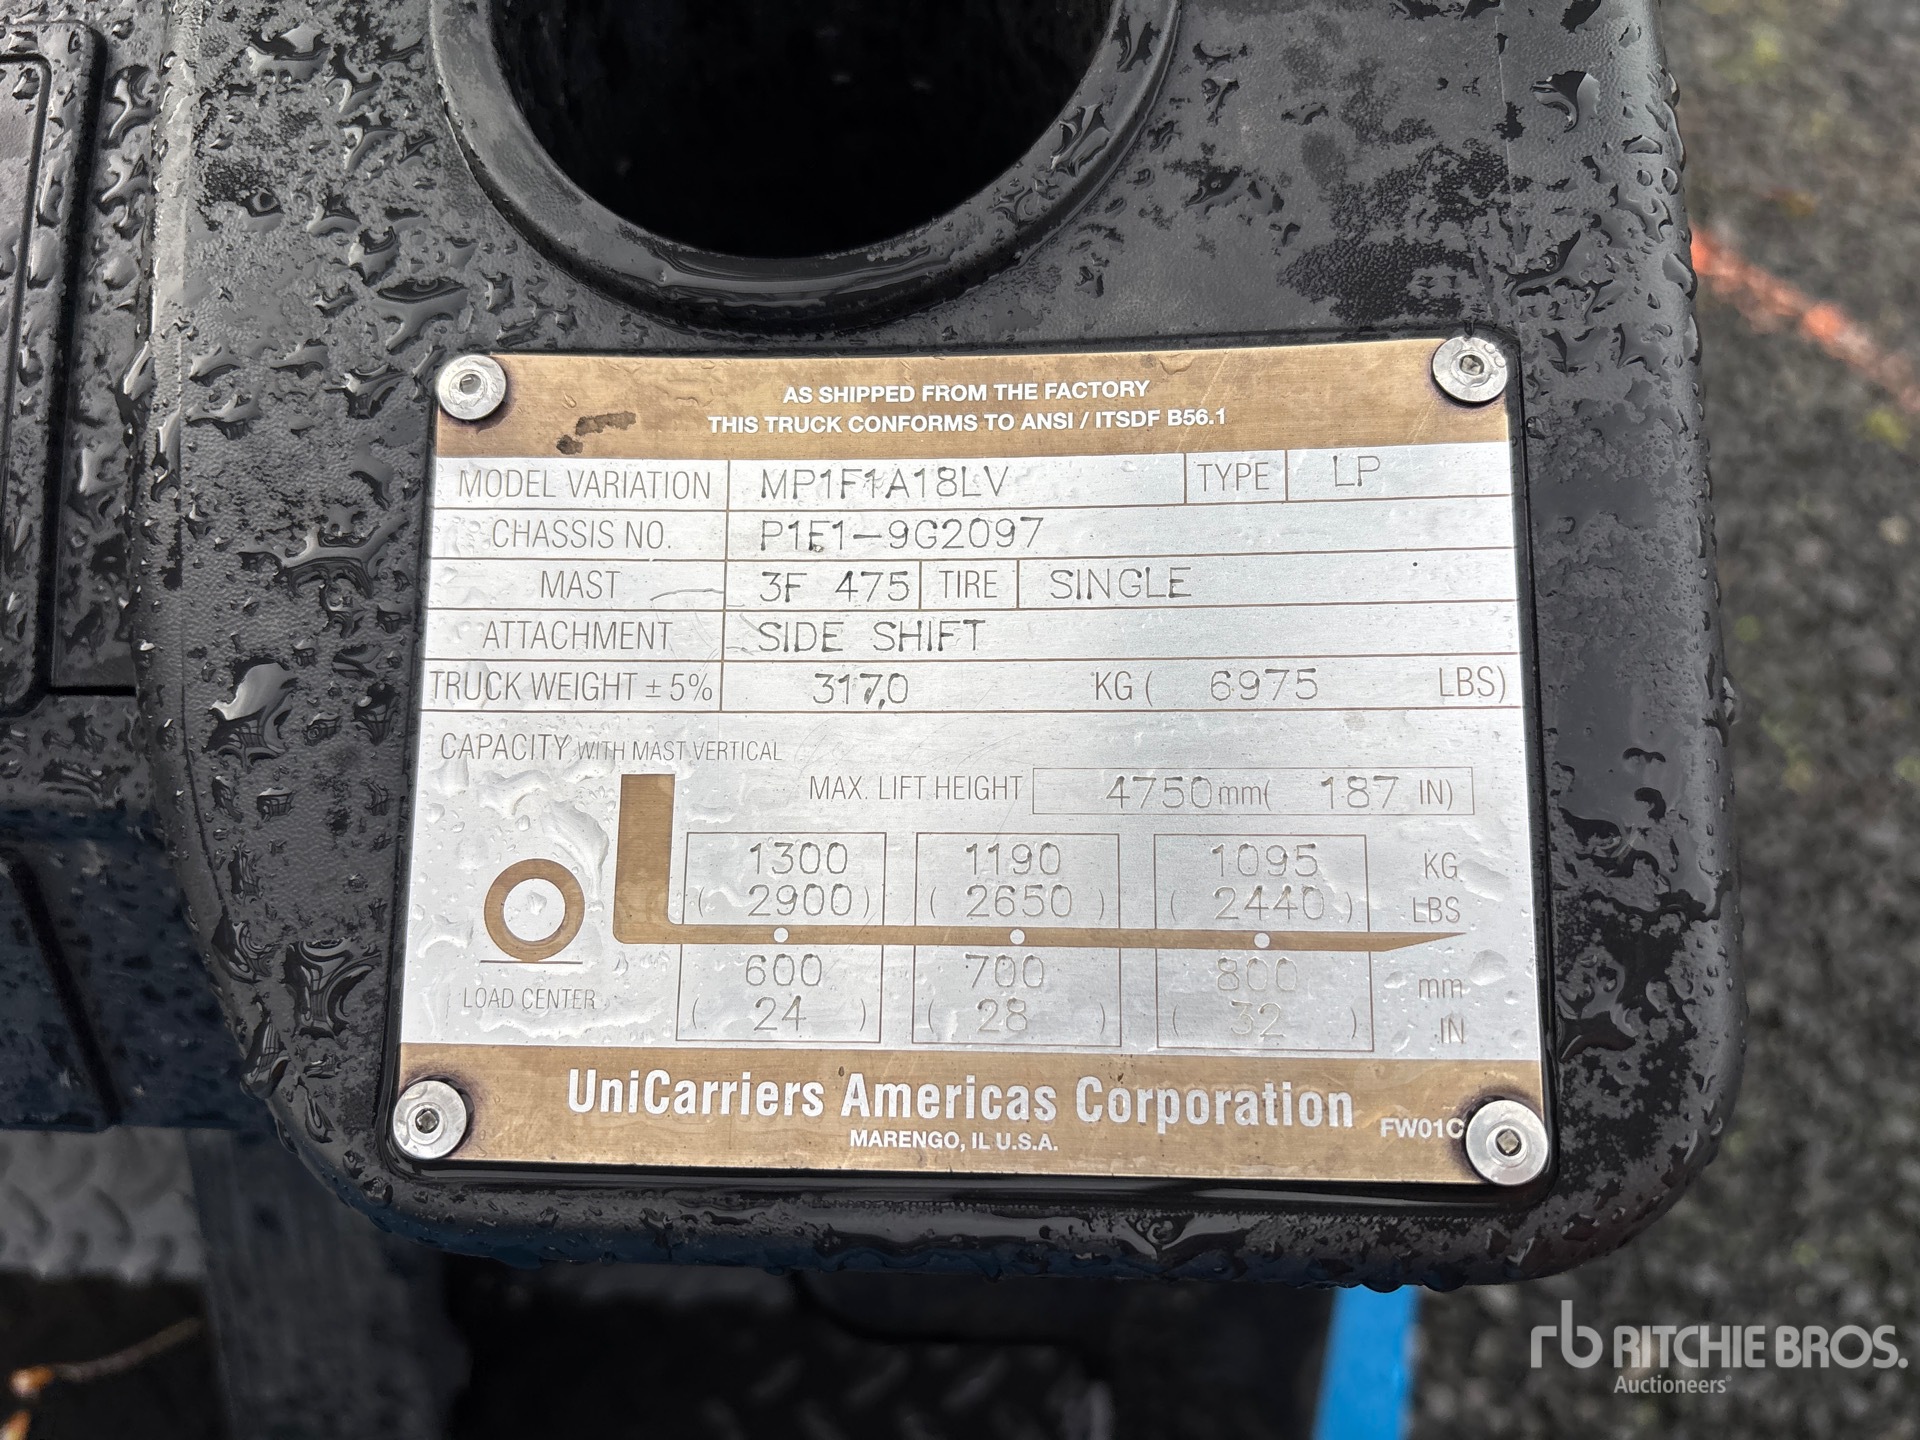 AS SHIPPED FROM THE FACTORY
THIS TRUCK CONFORMS TO ANSI / ITSDF B56.1
MODEL VARIATION MP1F1A18LV TYPE LP
CHASSIS NO. P1F1-9G2097
MAST 3F 475 TIRE SINGLE
ATTACHMENT SIDE SHIFT
TRUCK WEIGHT ± 5% 3170 KG ( 6975 LBS)
CAPACITY WITH MAST VERTICAL
MAX. LIFT HEIGHT 4750 mm( 187 IN)
1300 1190 1095 KG
( 2900 ) ( 2650 ) ( 2440 ) LBS
600 700 800 mm
LOAD CENTER ( 24 ) ( 28 ) ( 32 ) IN
UniCarriers Americas Corporation
MARENGO, IL U.S.A. FW01C
rb RITCHIE BROS.
Auctioneers